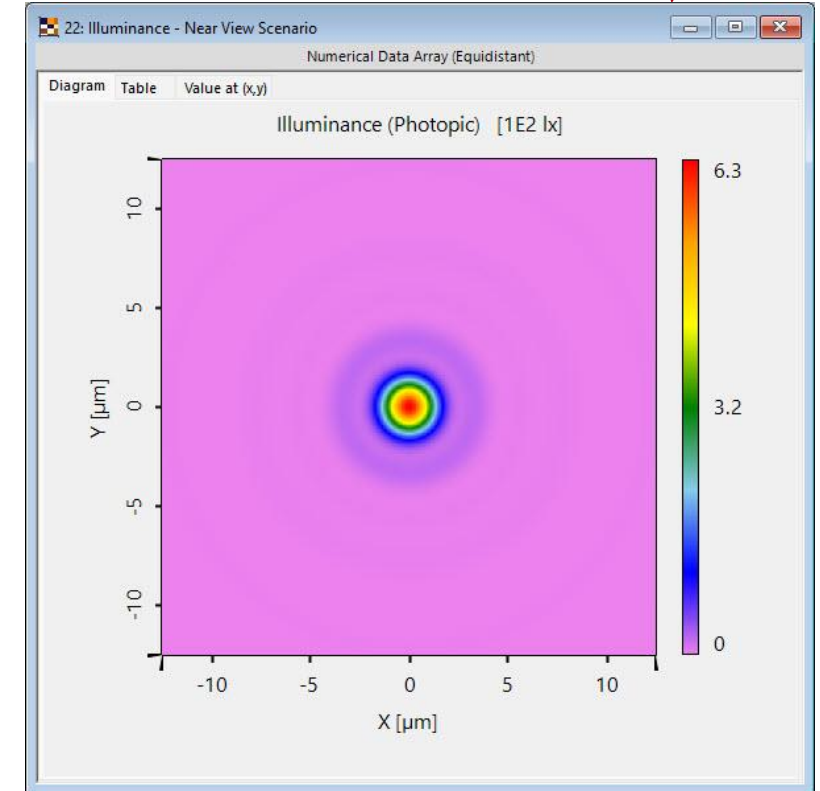 22: Illuminance - Near View Scenario
Numerical Data Array (Equidistant)
Diagram Table Value at (x,y)
Illuminance (Photopic) [1E2 lx]
6.3
10
5
Y [µm]
0
3.2
-5
-10
0
-10 -5 0 5 10
X [µm]